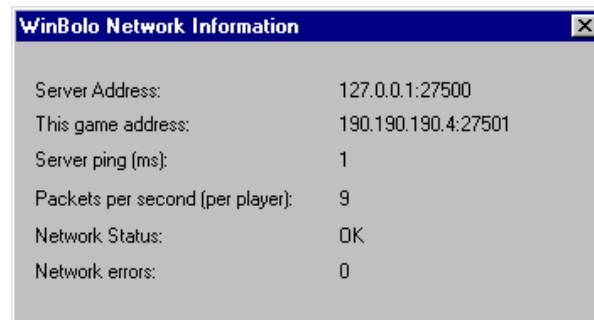 WinBolo Network Information
Server Address: 127.0.0.1:27500
This game address: 190.190.190.4:27501
Server ping (ms): 1
Packets per second (per player): 9
Network Status: OK
Network errors: 0